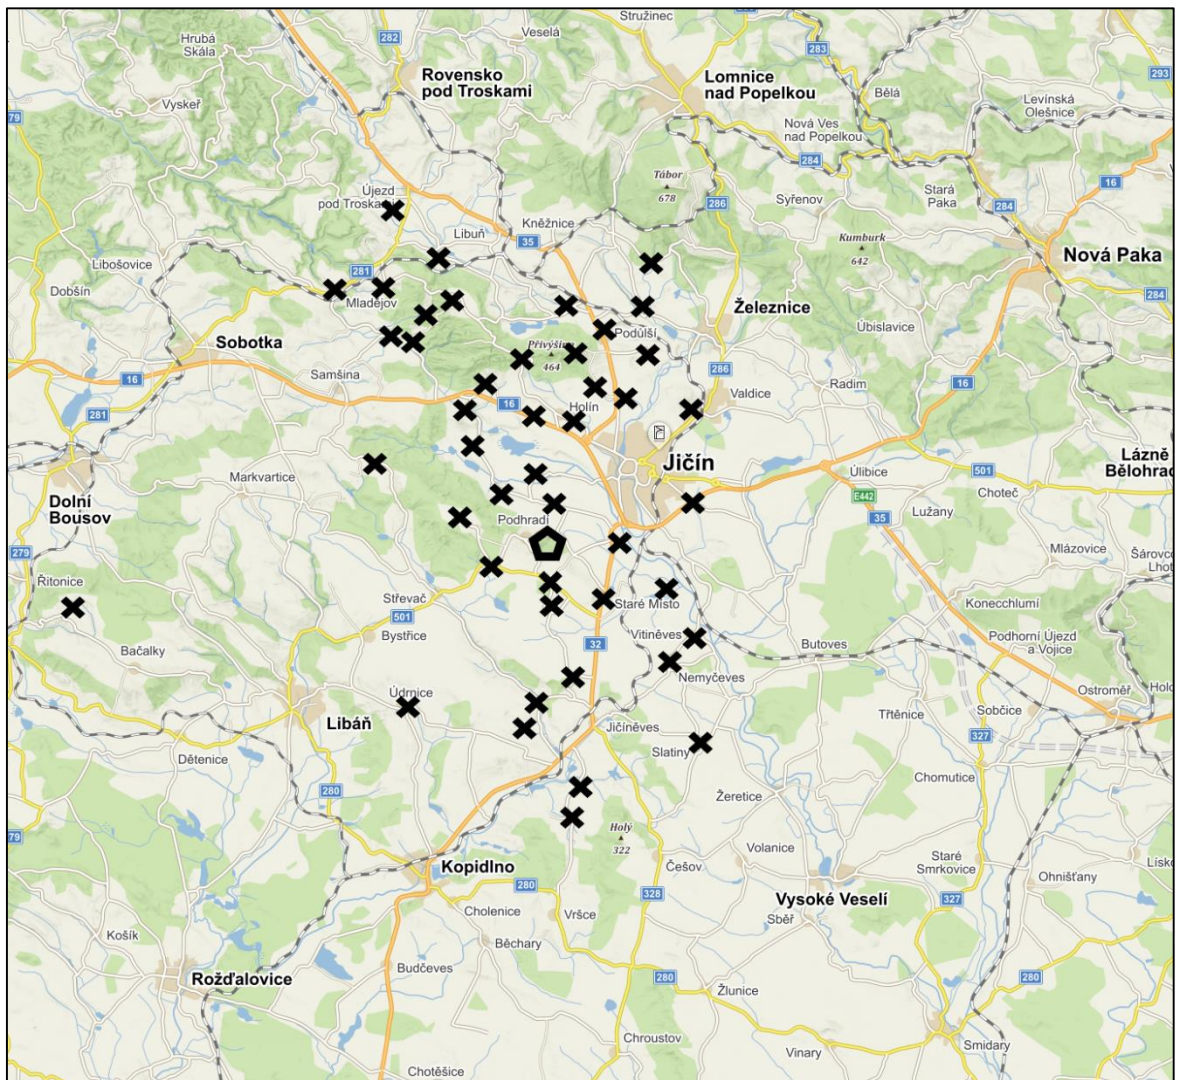 Stružinec
Hrubá
Skála
282
Veselá
283
Rovensko
pod Troskami
Lomnice
nad Popelkou
293
Bělá
Levínská
Olešnice
Vyskeř
79
Nová Ves
nad Popelkou
284
Tábor
678
16
Újezd
pod Troskami
Stará
Paka
286
Syřenov
284
Kněžnice
Libuň
35
Kumburk
642
Nová Paka
Libošovice
281
Dobšín
Mladějov
284
Železnice
Úbislavice
Podůlší
Sobotka
Přivýšina
464
286
Samšina
16
16
Radim
16
Valdice
281
Holín
Jičín
Lázně
Bělohrad
Úlibice
501
Markvartice
Choteč
E442
Dolní
Bousov
Lužany
35
Podhradí
279
Mlázovice
Řitonice
Střevač
Staré Místo
Konecchlumí
501
Bystřice
Vitiněves
32
Butoves
Podhorní Újezd
a Vojice
Bačalky
Nemyčeves
Údrnice
Ostroměř
Třtěnice
Sobčice
Libáň
Jičíněves
327
Slatiny
Dětenice
Chomutice
280
Žeretice
79
Holý
322
Volanice
Staré
Smrkovice
Kopidlno
Češov
Ohnišťany
280
328
Vysoké Veselí
327
Cholenice
Vršce
Sběř
Košík
Běchary
Budčeves
Rožďalovice
280
280
Žlunice
Chroustov
Vinary
Smidary
Chotěšice